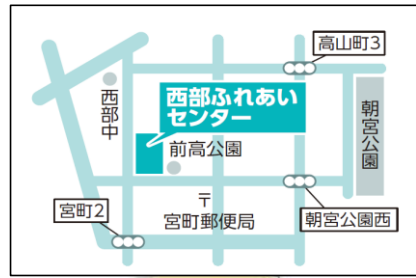 高山町3
西部中
西部ふれあい
センター
朝宮公園
前高公園
〒
宮町郵便局
宮町2
朝宮公園西